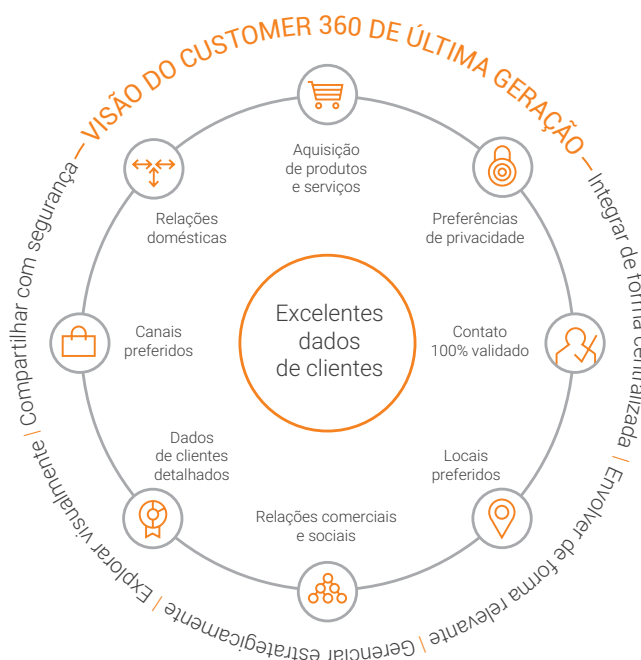 — VISÃO DO CUSTOMER 360 DE ÚLTIMA GERAÇÃO —
Integrar de forma centralizada | Envolver de forma relevante | Gerenciar estrategicamente | Explorar visualmente | Compartilhar com segurança
Aquisição
de produtos
e serviços
Preferências
de privacidade
Contato
100% validado
Locais
preferidos
Relações comerciais
e sociais
Dados
de clientes
detalhados
Canais
preferidos
Relações
domésticas
Excelentes
dados
de clientes